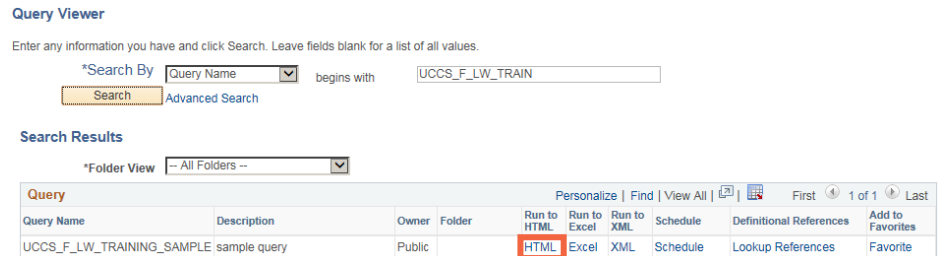 Query Viewer
Enter any information you have and click Search. Leave fields blank for a list of all values.
*Search By Query Name begins with UCCS_F_LW_TRAIN
Search Advanced Search
Search Results
*Folder View -- All Folders --
Query Personalize | Find | View All | | First 1 of 1 Last
Query Name Description Owner Folder Run to HTML Run to Excel Run to XML Schedule Definitional References Add to Favorites
UCCS_F_LW_TRAINING_SAMPLE sample query Public HTML Excel XML Schedule Lookup References Favorite